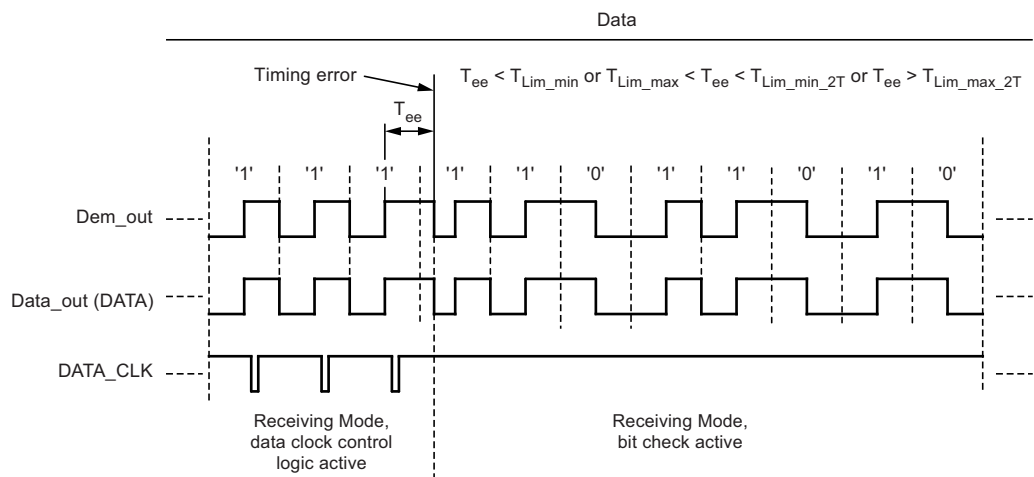 Data
Timing error
T_ee < T_Lim_min or T_Lim_max < T_ee < T_Lim_min_2T or T_ee > T_Lim_max_2T
T_ee
'1' '1' '1' '1' '1' '0' '1' '1' '0' '1' '0'
Dem_out
Data_out (DATA)
DATA_CLK
Receiving Mode,
data clock control
logic active
Receiving Mode,
bit check active